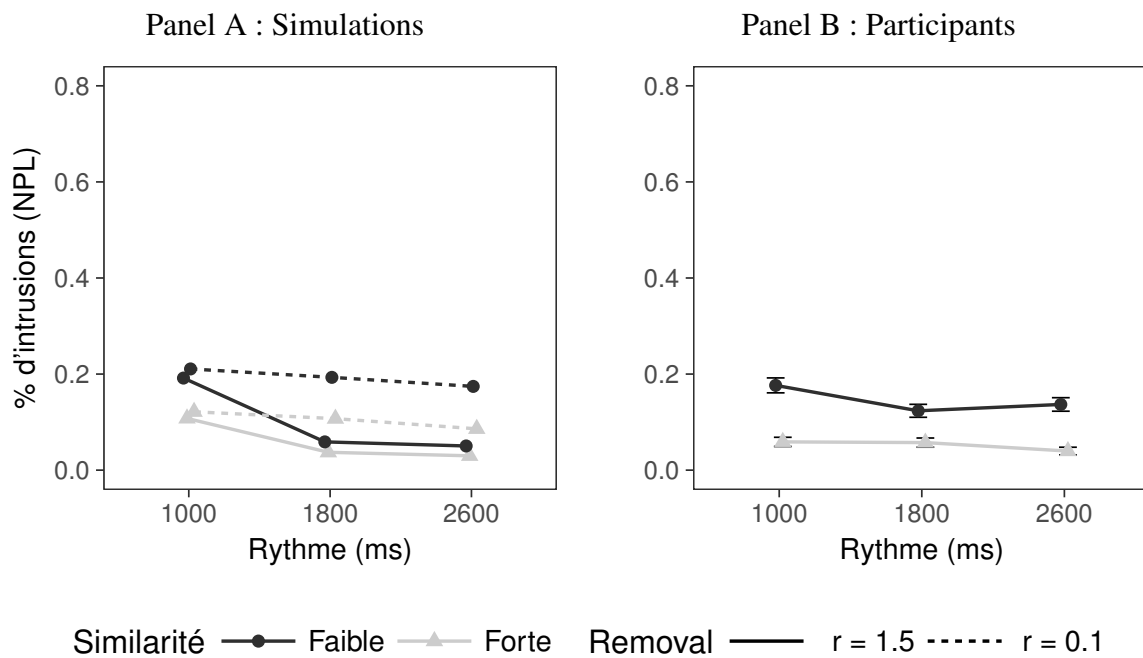 Panel A : Simulations
Panel B : Participants
% d'intrusions (NPL)
0.8
0.6
0.4
0.2
0.0
1000 1800 2600
Rythme (ms)
0.8
0.6
0.4
0.2
0.0
1000 1800 2600
Rythme (ms)
Similarité Faible Forte Removal r = 1.5 r = 0.1